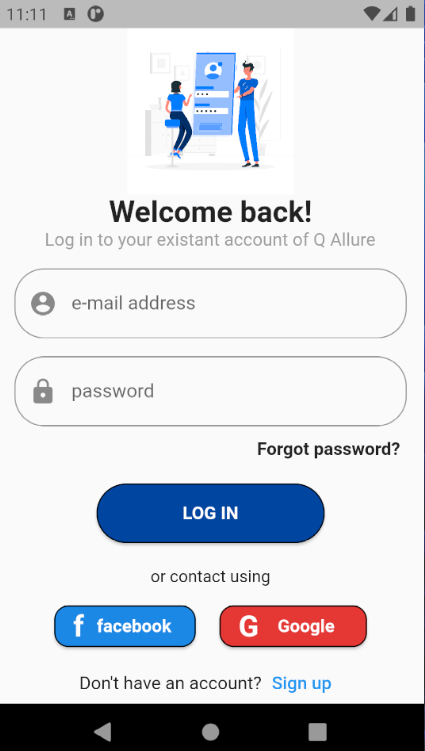 11:11
Welcome back!
Log in to your existant account of Q Allure
e-mail address
password
Forgot password?
LOG IN
or contact using
f facebook
G Google
Don't have an account? Sign up